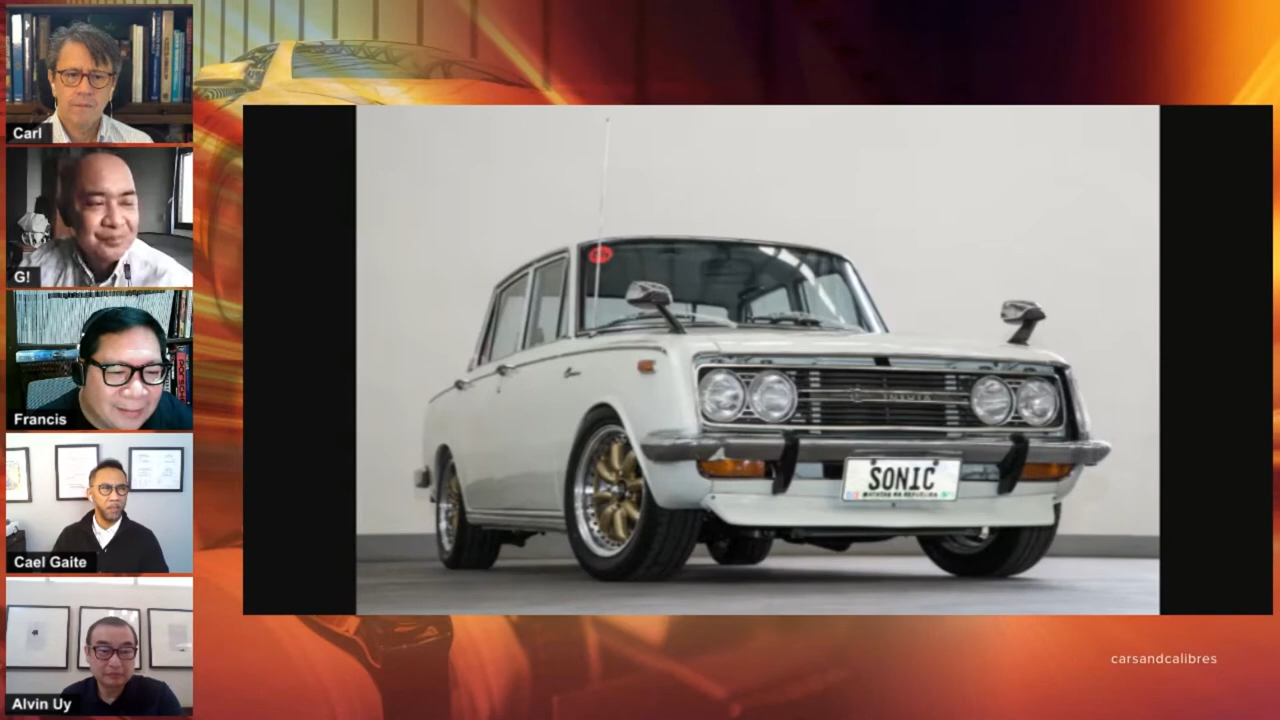 Carl
G!
Francis
Cael Gaite
Alvin Uy
TOYOTA
SONIC
carsandcalibres